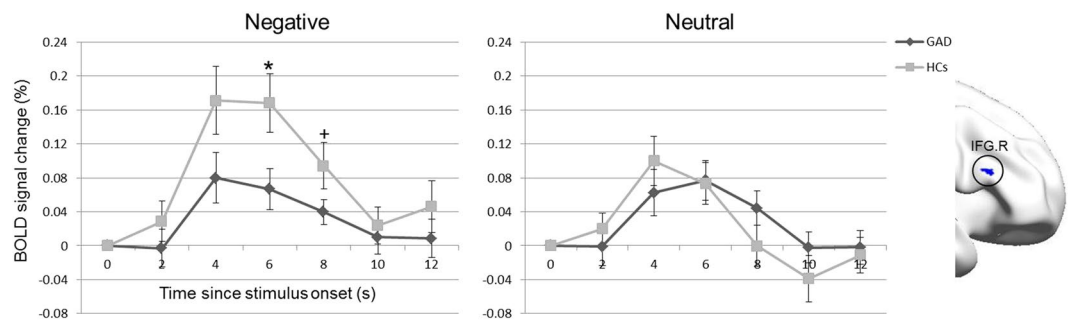 Negative
Neutral
BOLD signal change (%)
0.24
0.2
0.16
0.12
0.08
0.04
0
-0.04
-0.08
*
+
0 2 4 6 8 10 12
Time since stimulus onset (s)
0.24
0.2
0.16
0.12
0.08
0.04
0
-0.04
-0.08
0 2 4 6 8 10 12
GAD
HCs
IFG.R